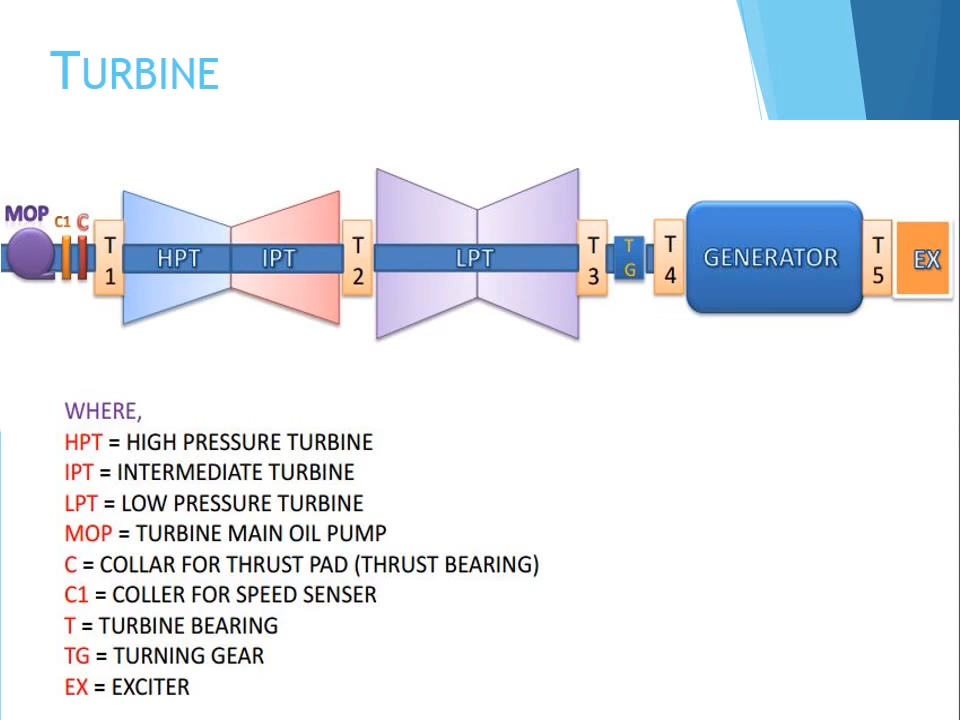 TURBINE
MOP C1 C
T 1
HPT
IPT
T 2
LPT
T 3
T G
T 4
GENERATOR
T 5
EX
WHERE,
HPT = HIGH PRESSURE TURBINE
IPT = INTERMEDIATE TURBINE
LPT = LOW PRESSURE TURBINE
MOP = TURBINE MAIN OIL PUMP
C = COLLAR FOR THRUST PAD (THRUST BEARING)
C1 = COLLER FOR SPEED SENSER
T = TURBINE BEARING
TG = TURNING GEAR
EX = EXCITER